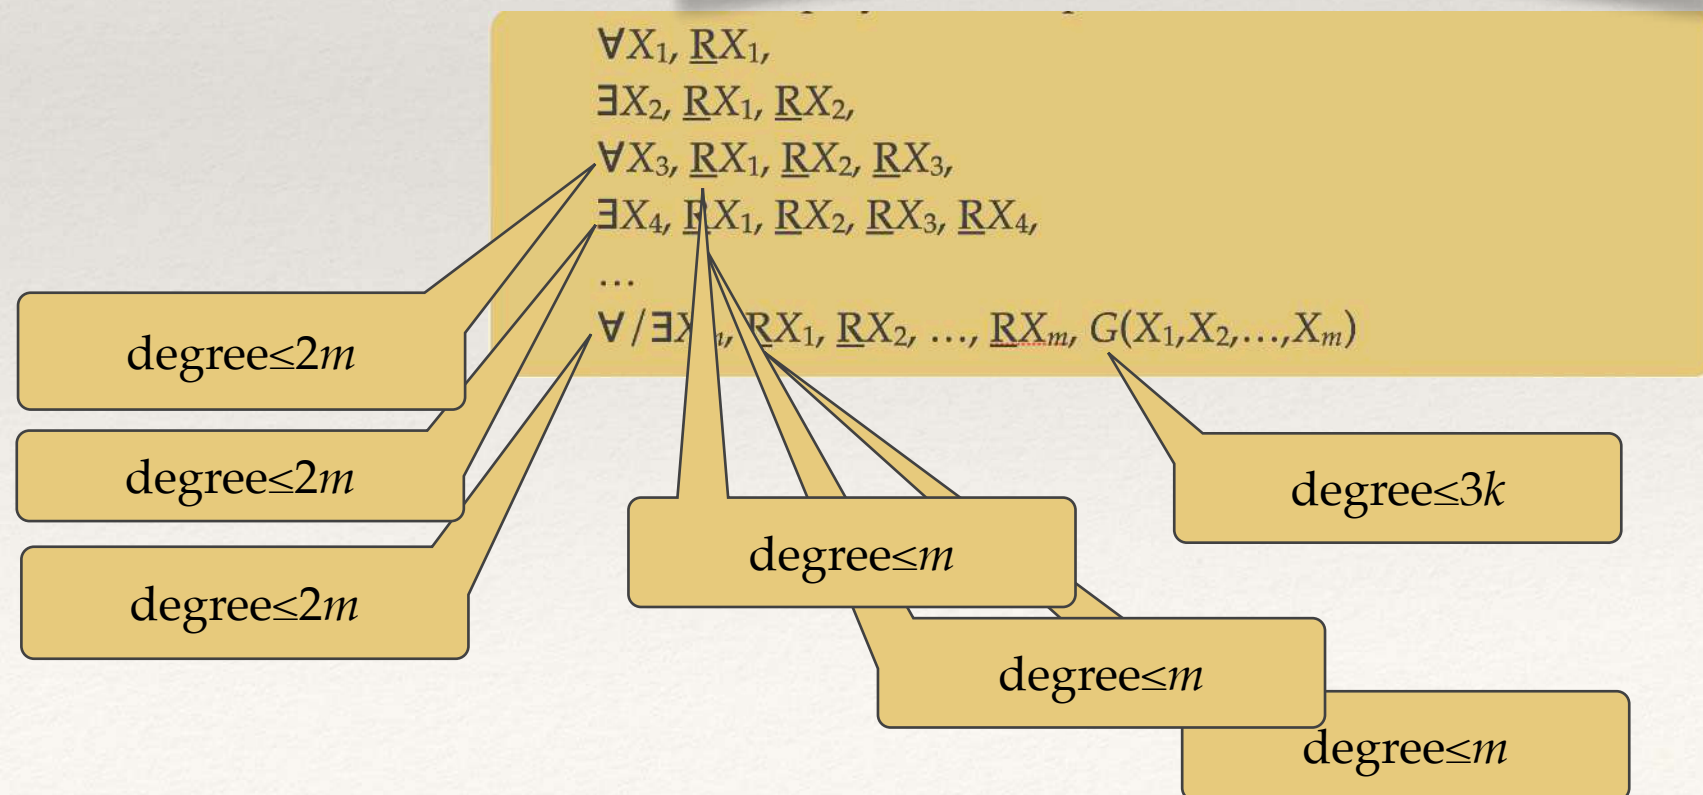 ∀X₁, RX₁,
∃X₂, RX₁, RX₂,
∀X₃, RX₁, RX₂, RX₃,
∃X₄, RX₁, RX₂, RX₃, RX₄,
…
∀/∃X, RX₁, RX₂, …, RXₘ, G(X₁,X₂,…,Xₘ)
degree≤2m
degree≤2m
degree≤2m
degree≤m
degree≤m
degree≤m
degree≤3k